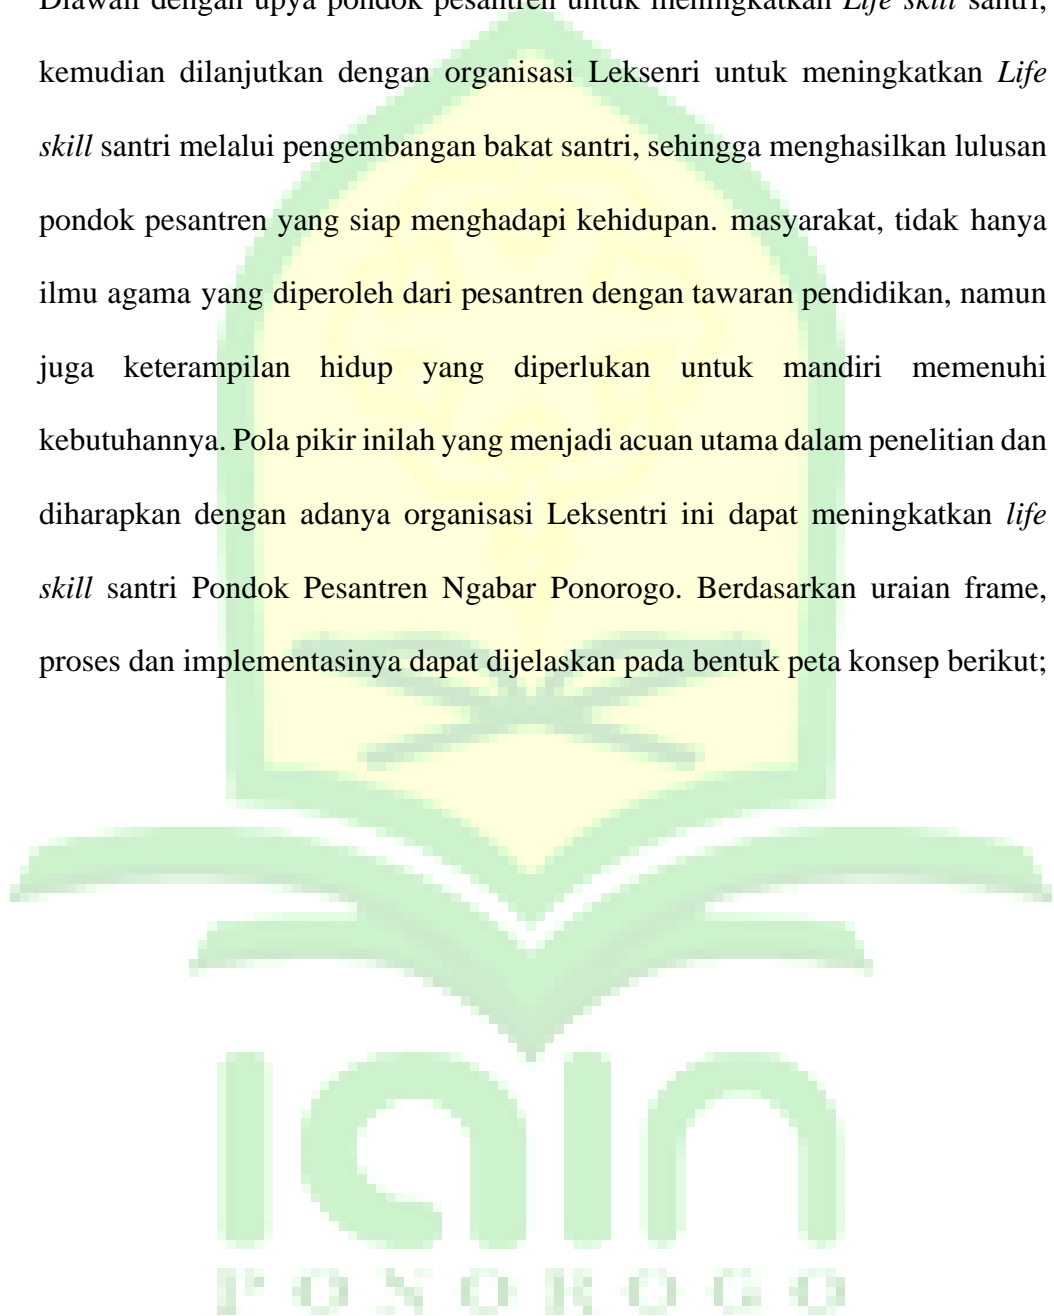 Diawali dengan upya pondok pesantren untuk meningkatkan Life skill santri,
kemudian dilanjutkan dengan organisasi Leksenri untuk meningkatkan Life
skill santri melalui pengembangan bakat santri, sehingga menghasilkan lulusan
pondok pesantren yang siap menghadapi kehidupan. masyarakat, tidak hanya
ilmu agama yang diperoleh dari pesantren dengan tawaran pendidikan, namun
juga keterampilan hidup yang diperlukan untuk mandiri memenuhi
kebutuhannya. Pola pikir inilah yang menjadi acuan utama dalam penelitian dan
diharapkan dengan adanya organisasi Leksentri ini dapat meningkatkan life
skill santri Pondok Pesantren Ngabar Ponorogo. Berdasarkan uraian frame,
proses dan implementasinya dapat dijelaskan pada bentuk peta konsep berikut;
iain
PONOROGO